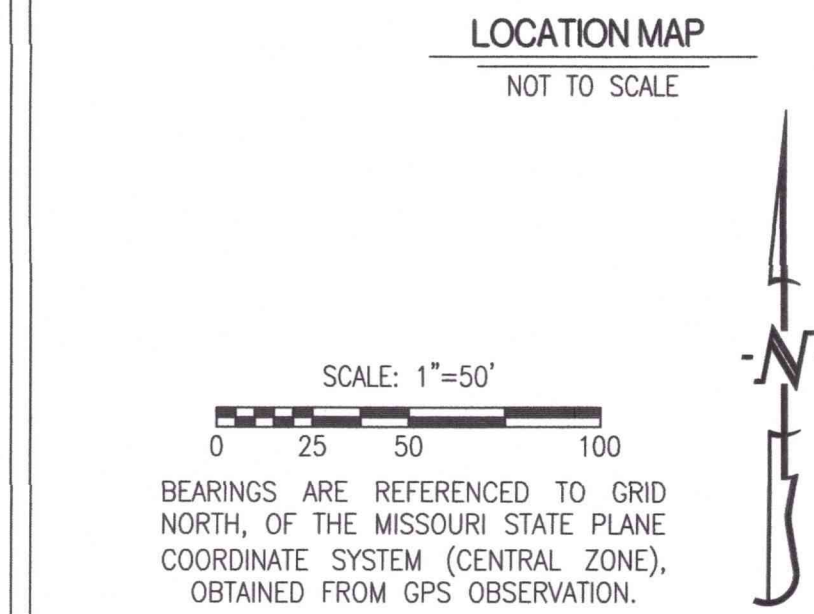 LOCATION MAP
NOT TO SCALE
SCALE: 1"=50'
0 25 50 100
BEARINGS ARE REFERENCED TO GRID
NORTH, OF THE MISSOURI STATE PLANE
COORDINATE SYSTEM (CENTRAL ZONE),
OBTAINED FROM GPS OBSERVATION.
N